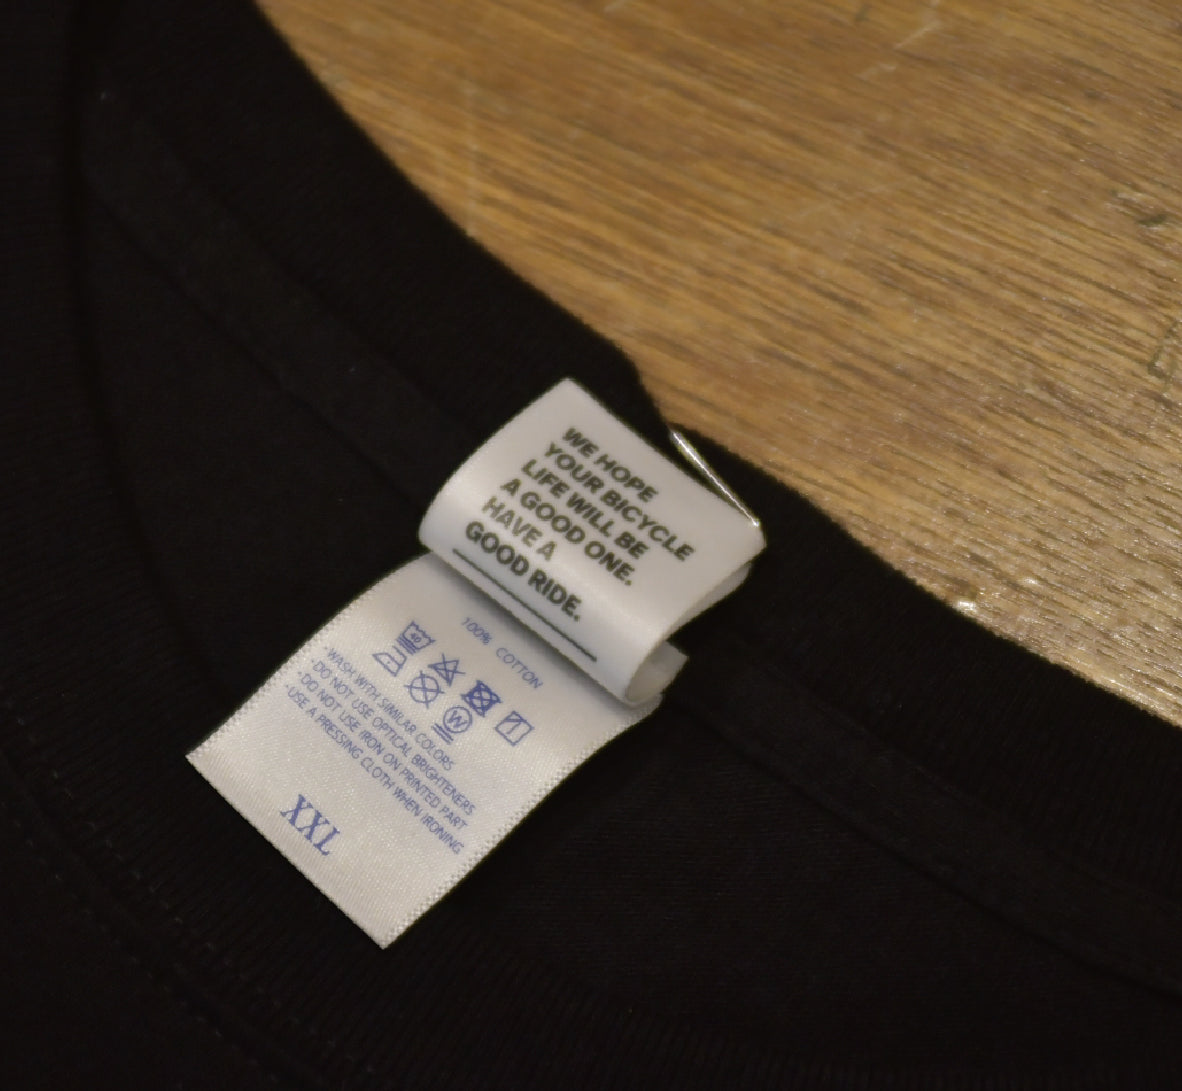 WE HOPE
YOUR BICYCLE
LIFE WILL BE
A GOOD ONE.
HAVE A
GOOD RIDE.
100% COTTON
40
W
·WASH WITH SIMILAR COLORS
·DO NOT USE OPTICAL BRIGHTENERS
·DO NOT USE IRON ON PRINTED PART
·USE A PRESSING CLOTH WHEN IRONING
XXL